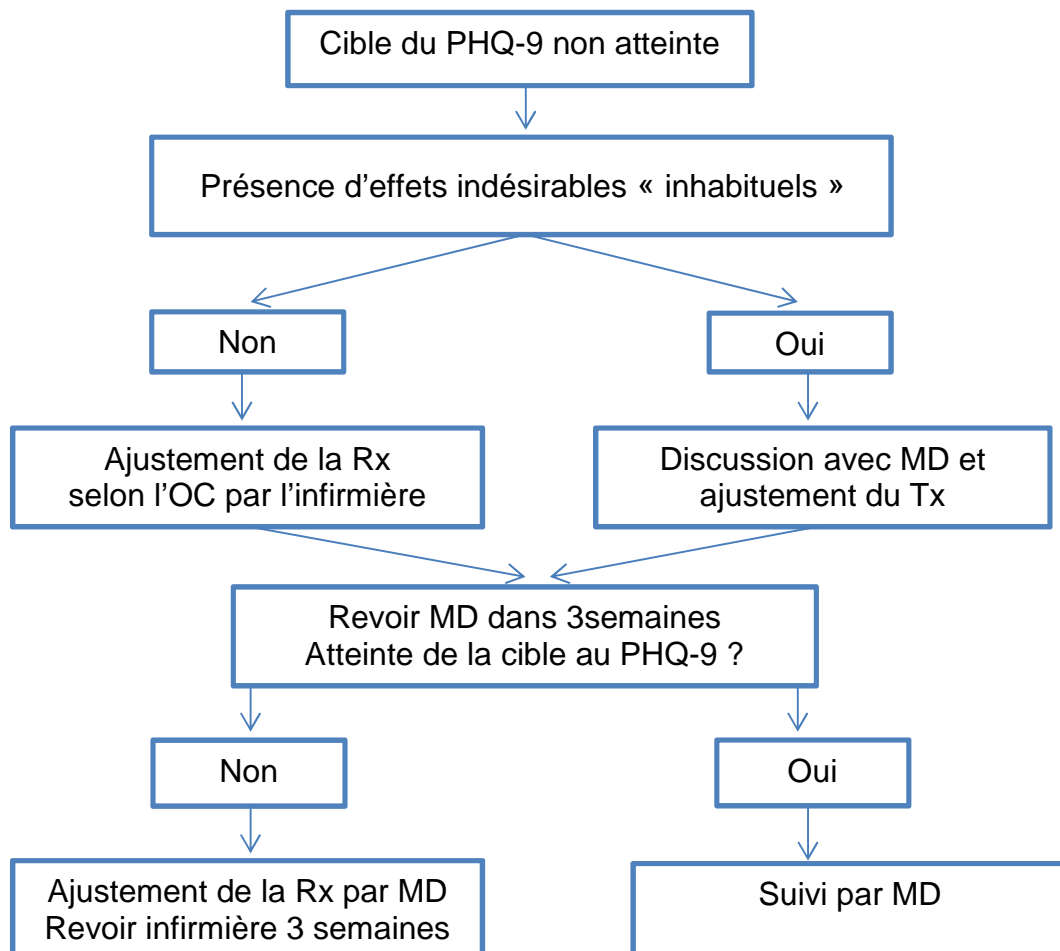 Cible du PHQ-9 non atteinte
Présence d'effets indésirables « inhabituels »
Non
Oui
Ajustement de la Rx
selon l'OC par l'infirmière
Discussion avec MD et
ajustement du Tx
Revoir MD dans 3semaines
Atteinte de la cible au PHQ-9 ?
Non
Oui
Ajustement de la Rx par MD
Revoir infirmière 3 semaines
Suivi par MD